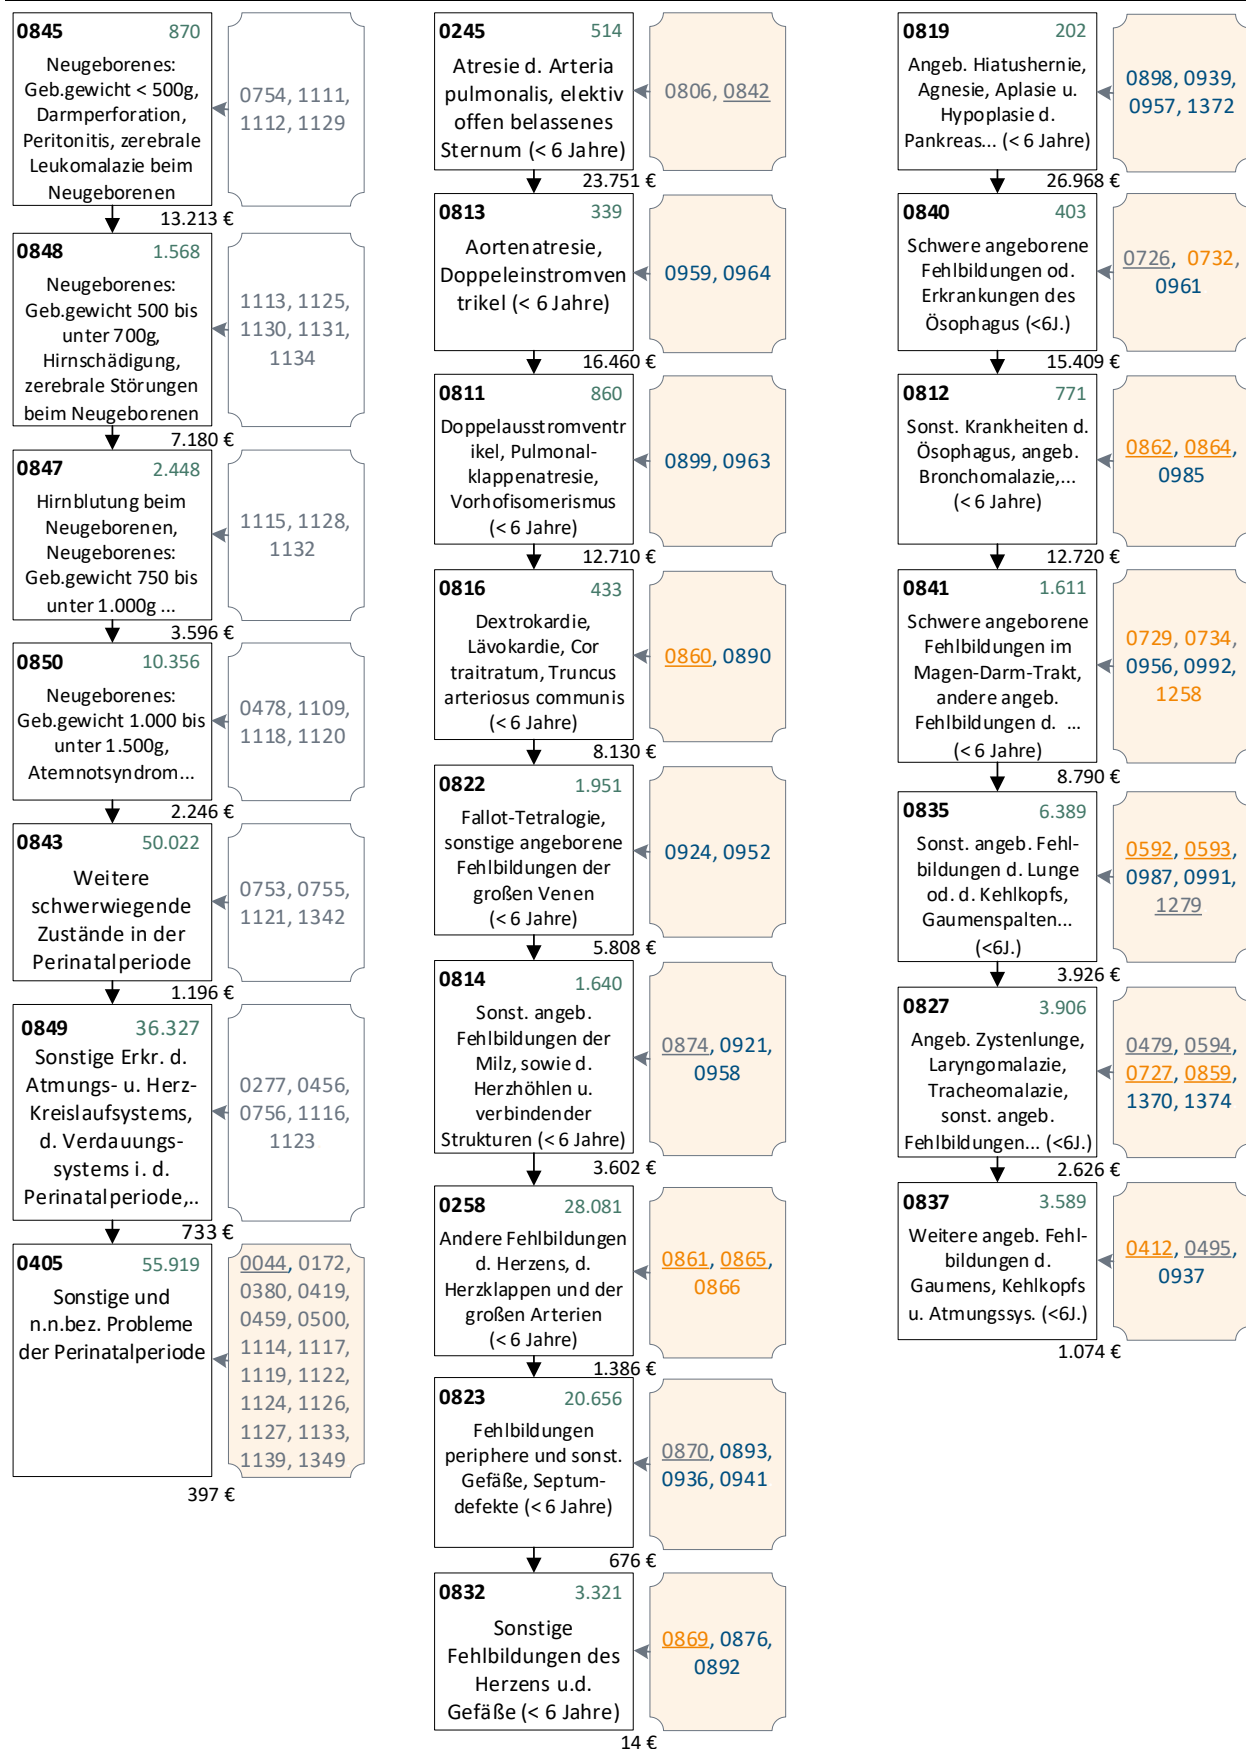 0845 870
Neugeborenes:
Geb.gewicht < 500g,
Darmperforation,
Peritonitis, zerebrale
Leukomalazie beim
Neugeborenen
0754, 1111,
1112, 1129
13.213 €
0848 1.568
Neugeborenes:
Geb.gewicht 500 bis
unter 700g,
Hirnschädigung,
zerebrale Störungen
beim Neugeborenen
1113, 1125,
1130, 1131,
1134
7.180 €
0847 2.448
Hirnblutung beim
Neugeborenen,
Neugeborenes:
Geb.gewicht 750 bis
unter 1.000g ...
1115, 1128,
1132
3.596 €
0850 10.356
Neugeborenes:
Geb.gewicht 1.000 bis
unter 1.500g,
Atemnotsyndrom...
0478, 1109,
1118, 1120
2.246 €
0843 50.022
Weitere
schwerwiegende
Zustände in der
Perinatalperiode
0753, 0755,
1121, 1342
1.196 €
0849 36.327
Sonstige Erkr. d.
Atmungs- u. Herz-
Kreislaufsystems,
d. Verdauungs-
systems i. d.
Perinatalperiode,..
0277, 0456,
0756, 1116,
1123
733 €
0405 55.919
Sonstige und
n.n.bez. Probleme
der Perinatalperiode
0044, 0172,
0380, 0419,
0459, 0500,
1114, 1117,
1119, 1122,
1124, 1126,
1127, 1133,
1139, 1349
397 €
0245 514
Atresie d. Arteria
pulmonalis, elektiv
offen belassenes
Sternum (< 6 Jahre)
0806, 0842
23.751 €
0813 339
Aortenatresie,
Doppeleinstromven
trikel (< 6 Jahre)
0959, 0964
16.460 €
0811 860
Doppelausstromventr
ikel, Pulmonal-
klappenatresie,
Vorhofisomerismus
(< 6 Jahre)
0899, 0963
12.710 €
0816 433
Dextrokardie,
Lävokardie, Cor
traitratum, Truncus
arteriosus communis
(< 6 Jahre)
0860, 0890
8.130 €
0822 1.951
Fallot-Tetralogie,
sonstige angeborene
Fehlbildungen der
großen Venen
(< 6 Jahre)
0924, 0952
5.808 €
0814 1.640
Sonst. angeb.
Fehlbildungen der
Milz, sowie d.
Herzhöhlen u.
verbindender
Strukturen (< 6 Jahre)
0874, 0921,
0958
3.602 €
0258 28.081
Andere Fehlbildungen
d. Herzens, d.
Herzklappen und der
großen Arterien
(< 6 Jahre)
0861, 0865,
0866
1.386 €
0823 20.656
Fehlbildungen
periphere und sonst.
Gefäße, Septum-
defekte (< 6 Jahre)
0870, 0893,
0936, 0941
676 €
0832 3.321
Sonstige
Fehlbildungen des
Herzens u.d.
Gefäße (< 6 Jahre)
0869, 0876,
0892
14 €
0819 202
Angeb. Hiatushernie,
Agnesie, Aplasie u.
Hypoplasie d.
Pankreas... (< 6 Jahre)
0898, 0939,
0957, 1372
26.968 €
0840 403
Schwere angeborene
Fehlbildungen od.
Erkrankungen des
Ösophagus (<6J.)
0726, 0732,
0961
15.409 €
0812 771
Sonst. Krankheiten d.
Ösophagus, angeb.
Bronchomalazie,...
(< 6 Jahre)
0862, 0864,
0985
12.720 €
0841 1.611
Schwere angeborene
Fehlbildungen im
Magen-Darm-Trakt,
andere angeb.
Fehlbildungen d. ...
(< 6 Jahre)
0729, 0734,
0956, 0992,
1258
8.790 €
0835 6.389
Sonst. angeb. Fehl-
bildungen d. Lunge
od. d. Kehlkopfs,
Gaumenspalten...
(<6J.)
0592, 0593,
0987, 0991,
1279
3.926 €
0827 3.906
Angeb. Zystenlunge,
Laryngomalazie,
Tracheomalazie,
sonst. angeb.
Fehlbildungen... (<6J.)
0479, 0594,
0727, 0859,
1370, 1374
2.626 €
0837 3.589
Weitere angeb. Fehl-
bildungen d.
Gaumens, Kehlkopfs
u. Atmungssys. (<6J.)
0412, 0495,
0937
1.074 €